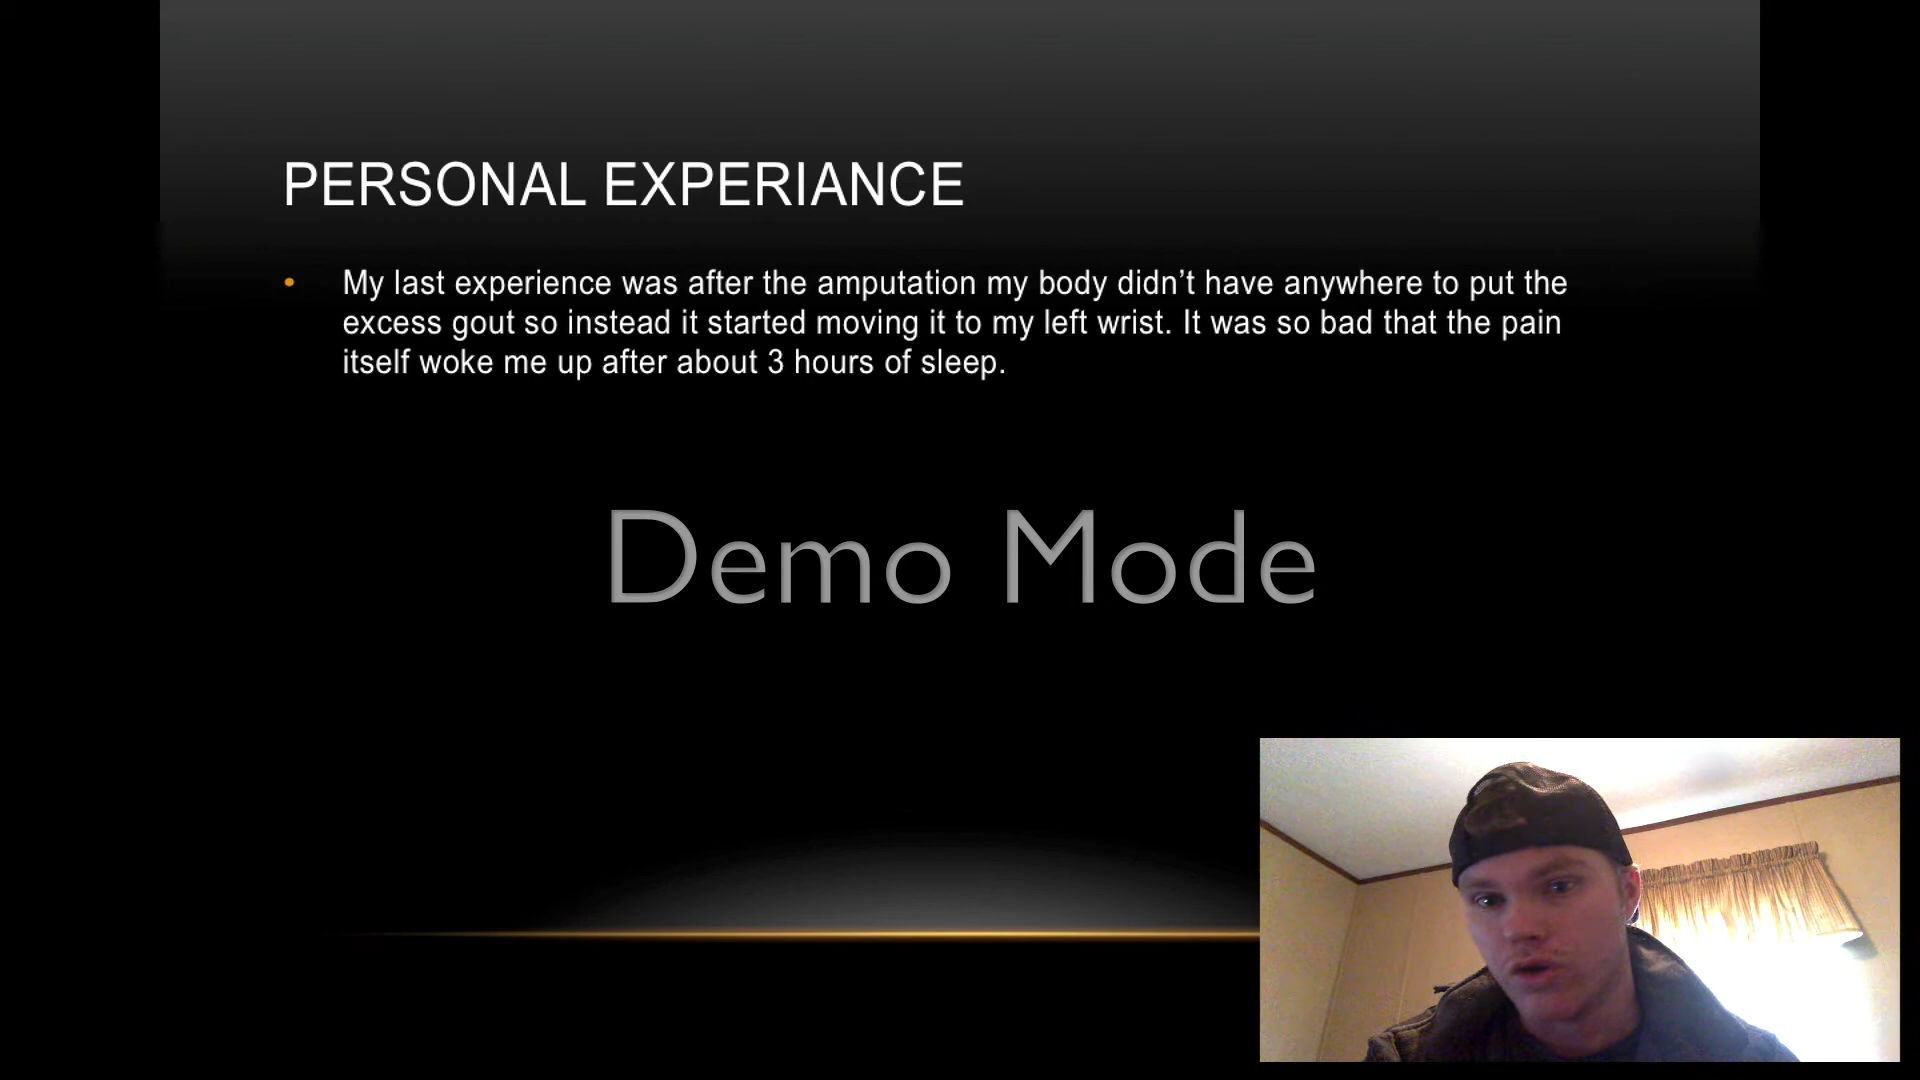 PERSONAL EXPERIANCE
• My last experience was after the amputation my body didn’t have anywhere to put the
excess gout so instead it started moving it to my left wrist. It was so bad that the pain
itself woke me up after about 3 hours of sleep.
Demo Mode